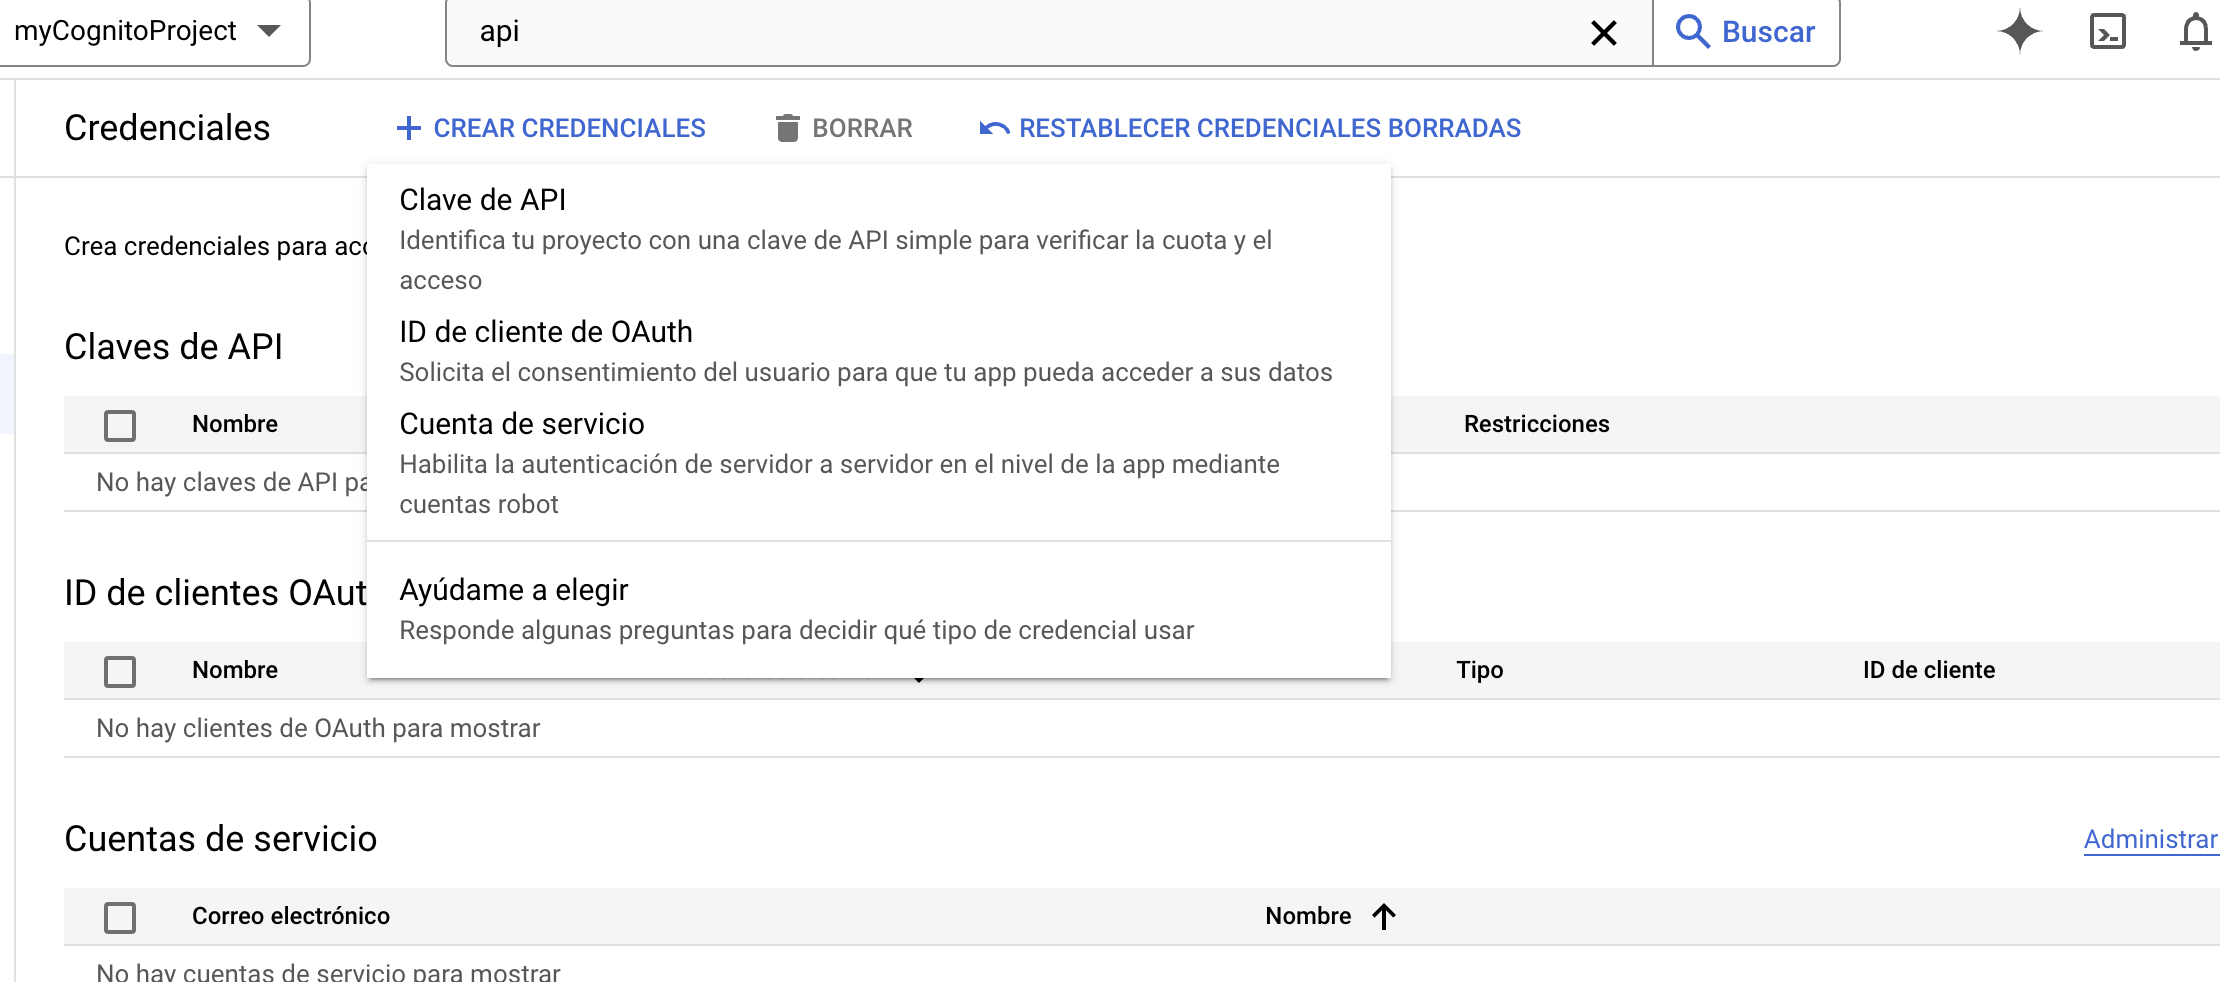 myCognitoProject
api
Buscar
Credenciales
CREAR CREDENCIALES
BORRAR
RESTABLECER CREDENCIALES BORRADAS
Clave de API
Identifica tu proyecto con una clave de API simple para verificar la cuota y el
acceso
ID de cliente de OAuth
Solicita el consentimiento del usuario para que tu app pueda acceder a sus datos
Cuenta de servicio
Habilita la autenticación de servidor a servidor en el nivel de la app mediante
cuentas robot
Ayúdame a elegir
Responde algunas preguntas para decidir qué tipo de credencial usar
Crea credenciales para
Claves de API
Nombre
Restricciones
No hay claves de API
ID de clientes
Nombre
Tipo
ID de cliente
No hay clientes de OAuth para mostrar
Cuentas de servicio
Administrar
Correo electrónico
Nombre
No hay cuentas de servicio para mostrar